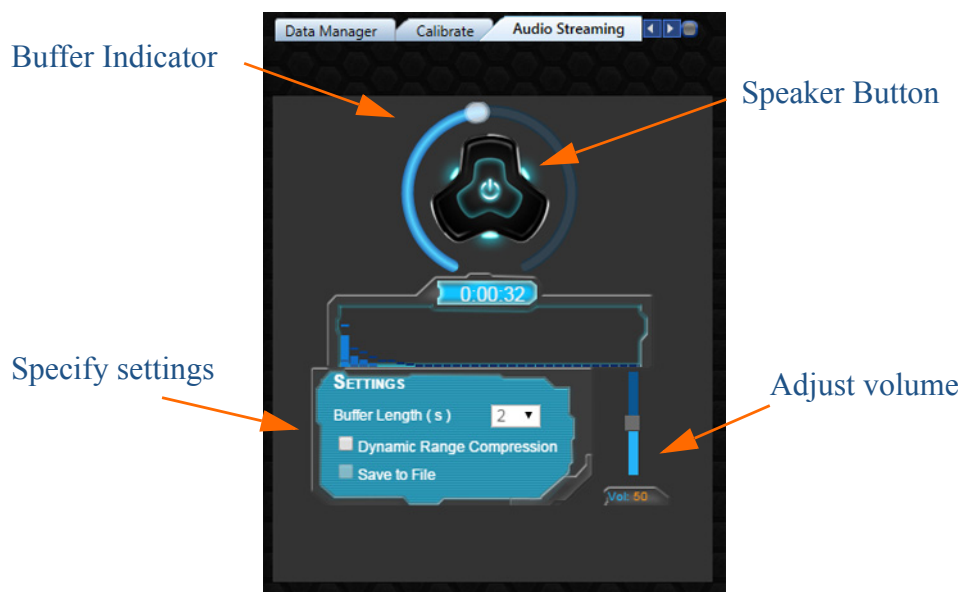 Data Manager Calibrate Audio Streaming
Buffer Indicator
Speaker Button
0:00:32
Specify settings
SETTINGS
Buffer Length ( s ) 2
Dynamic Range Compression
Save to File
Adjust volume
Vol: 50